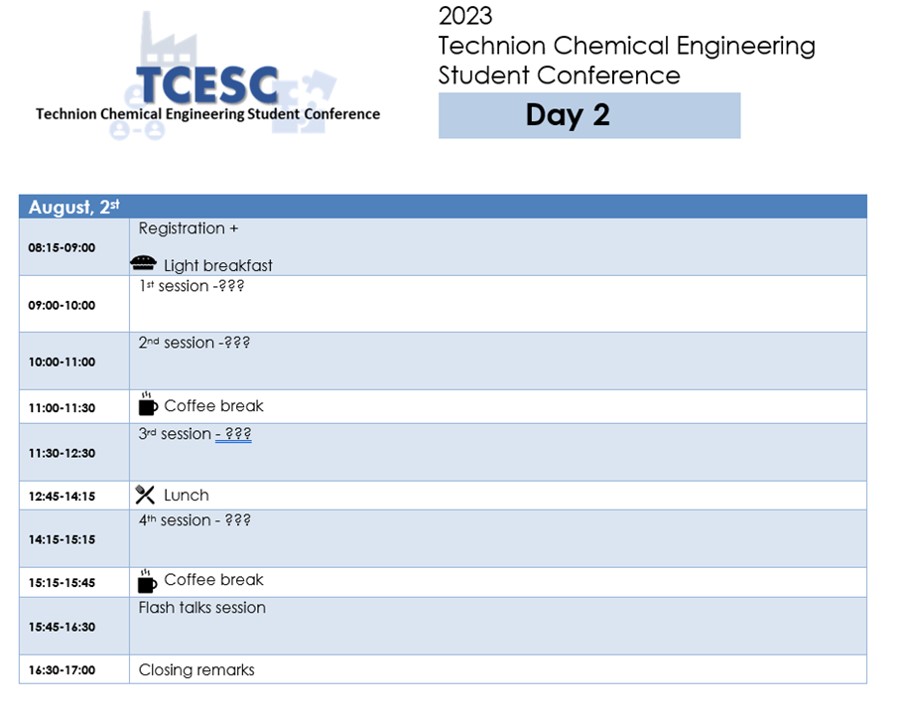 2023
Technion Chemical Engineering
Student Conference
Day 2
TCESC
Technion Chemical Engineering Student Conference
August, 2st
08:15-09:00
Registration +
Light breakfast
09:00-10:00
1st session -???
10:00-11:00
2nd session -???
11:00-11:30
Coffee break
11:30-12:30
3rd session - ???
12:45-14:15
Lunch
14:15-15:15
4th session - ???
15:15-15:45
Coffee break
15:45-16:30
Flash talks session
16:30-17:00
Closing remarks